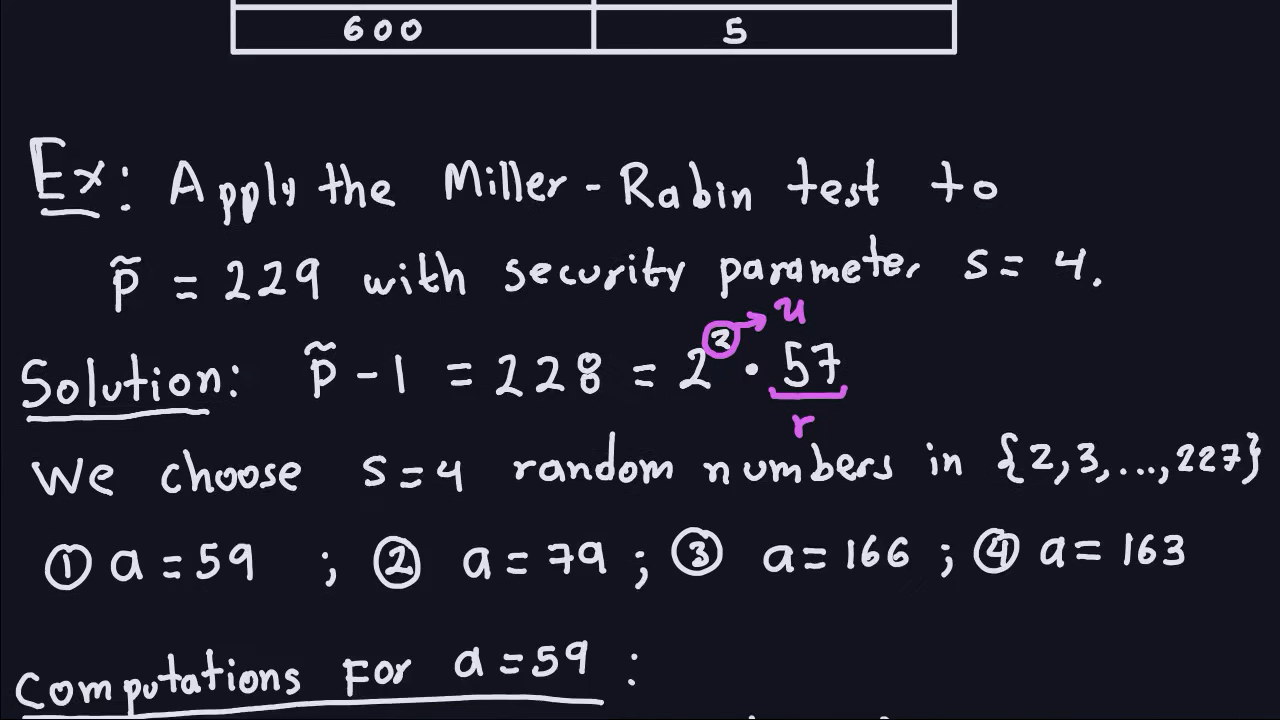 600 5
Ex: Apply the Miller-Rabin test to
p̃ = 229 with security parameter s = 4.
u
Solution: p̃ - 1 = 228 = 2² · 57
r
We choose s=4 random numbers in {2,3,...,227}
① a = 59 ; ② a = 79 ; ③ a = 166 ; ④ a = 163
Computations For a = 59 :